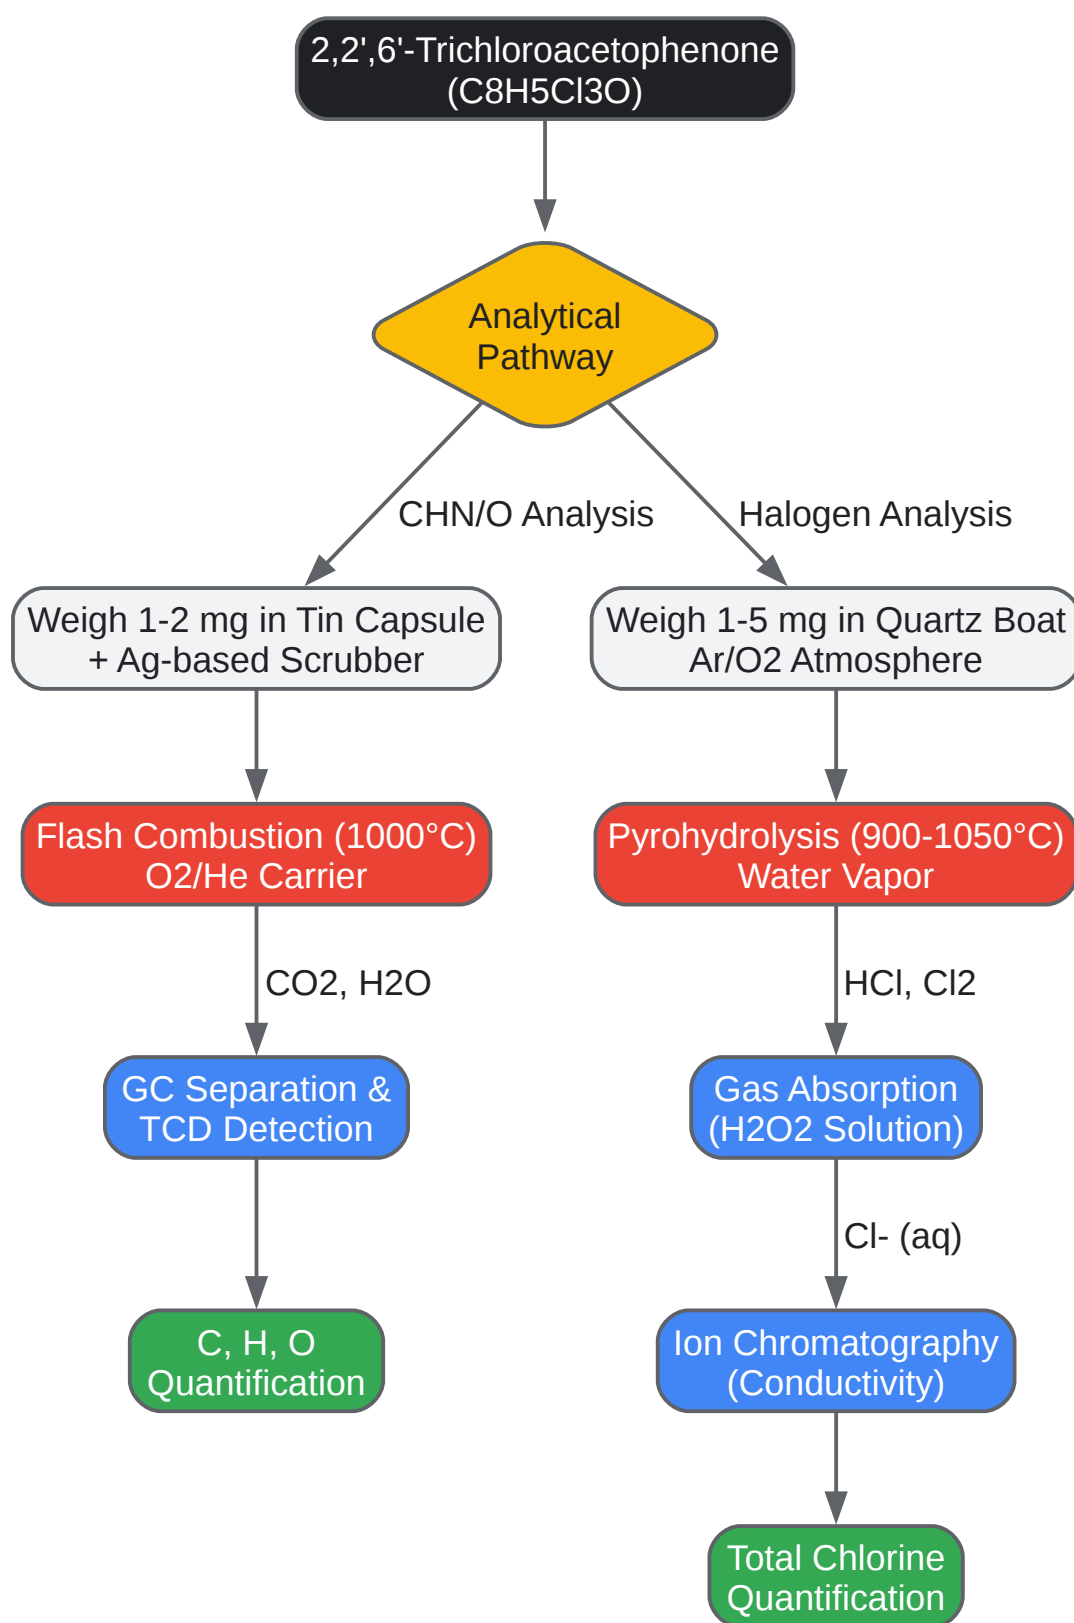 2,2',6'-Trichloroacetophenone
(C8H5Cl3O)
Analytical
Pathway
CHN/O Analysis
Halogen Analysis
Weigh 1-2 mg in Tin Capsule
+ Ag-based Scrubber
Weigh 1-5 mg in Quartz Boat
Ar/O2 Atmosphere
Flash Combustion (1000°C)
O2/He Carrier
Pyrohydrolysis (900-1050°C)
Water Vapor
CO2, H2O
HCl, Cl2
GC Separation &
TCD Detection
Gas Absorption
(H2O2 Solution)
Cl- (aq)
C, H, O
Quantification
Ion Chromatography
(Conductivity)
Total Chlorine
Quantification